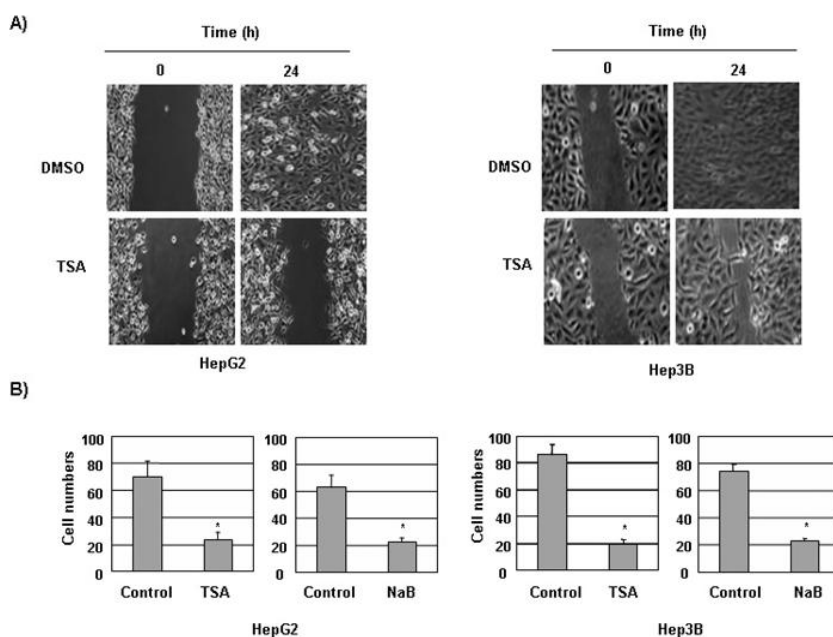 A)
Time (h)
0 24
DMSO
TSA
HepG2
Time (h)
0 24
DMSO
TSA
Hep3B
B)
Cell numbers
100
80
60
40
20
0
*
Control TSA
100
80
60
40
20
0
*
Control NaB
HepG2
Cell numbers
100
80
60
40
20
0
*
Control TSA
100
80
60
40
20
0
*
Control NaB
Hep3B